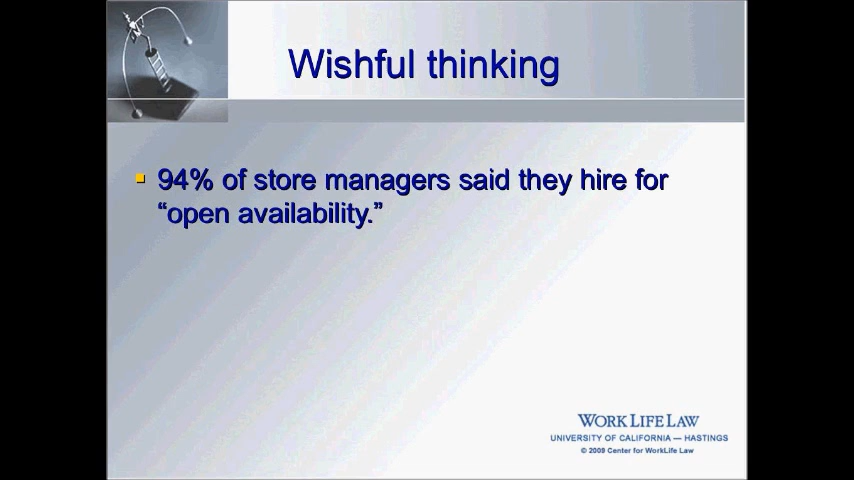 Wishful thinking
94% of store managers said they hire for
“open availability.”
WORK LIFE LAW
UNIVERSITY OF CALIFORNIA — HASTINGS
© 2009 Center for WorkLife Law